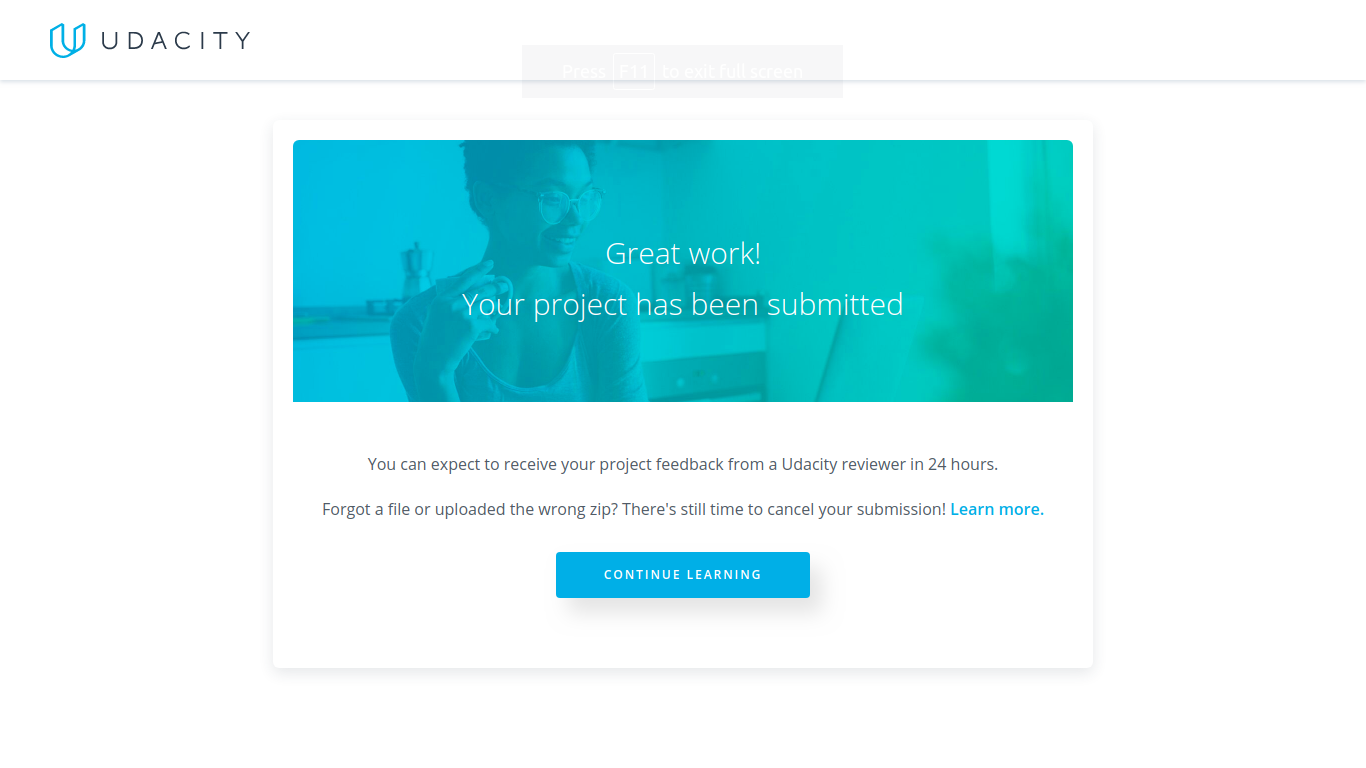 UDACITY
Press F11 to exit full screen
Great work!
Your project has been submitted
You can expect to receive your project feedback from a Udacity reviewer in 24 hours.
Forgot a file or uploaded the wrong zip? There's still time to cancel your submission! Learn more.
CONTINUE LEARNING